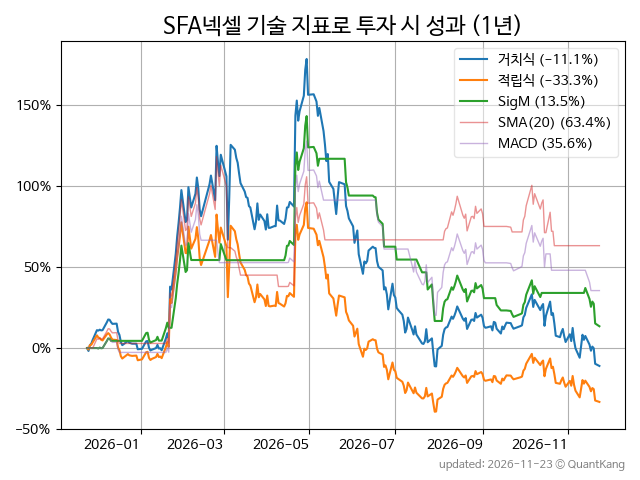 SFA넥셀 기술 지표로 투자 시 성과 (1년)
거치식 (-11.1%)
적립식 (-33.3%)
SigM (13.5%)
SMA(20) (63.4%)
MACD (35.6%)
150%
100%
50%
0%
-50%
2026-01
2026-03
2026-05
2026-07
2026-09
2026-11
updated: 2026-11-23 © QuantKang